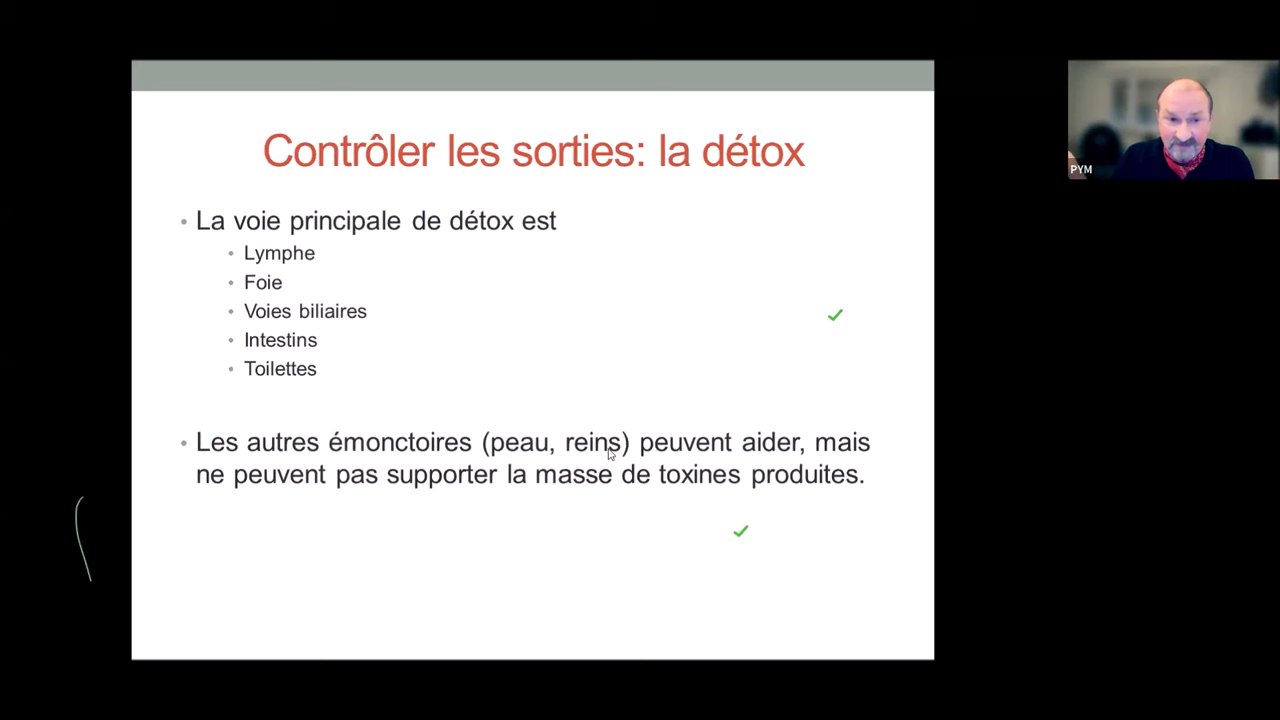 Contrôler les sorties: la détox
• La voie principale de détox est
• Lymphe
• Foie
• Voies biliaires
• Intestins
• Toilettes
• Les autres émonctoires (peau, reins) peuvent aider, mais
ne peuvent pas supporter la masse de toxines produites.
PYM